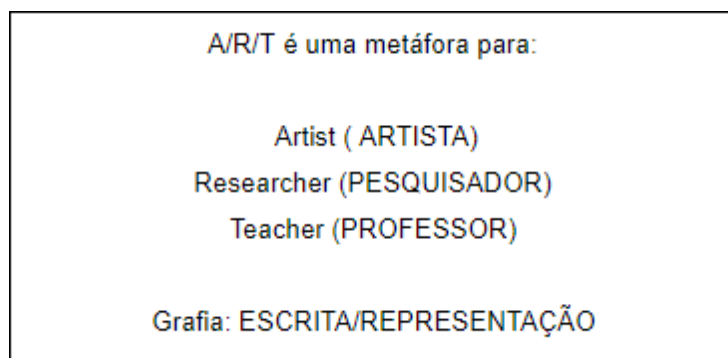 A/R/T é uma metáfora para:
Artist ( ARTISTA)
Researcher (PESQUISADOR)
Teacher (PROFESSOR)
Grafia: ESCRITA/REPRESENTAÇÃO